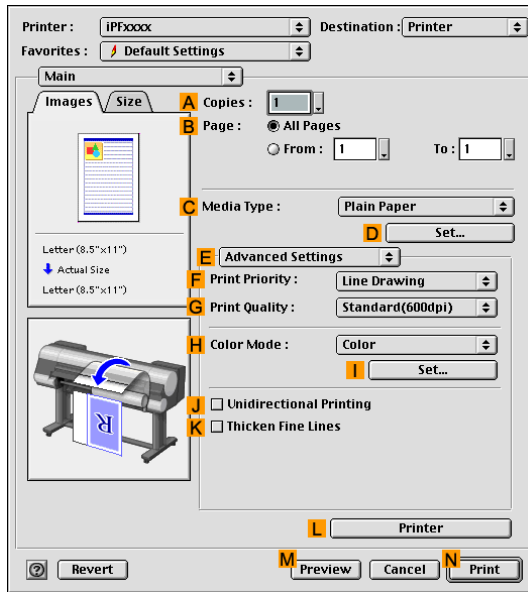 Printer : iPFxxxx Destination : Printer
Favorites : Default Settings
Main
Images Size
A Copies : 1
B Page : All Pages
From : 1 To : 1
C Media Type : Plain Paper
D Set...
Letter (8.5"x11")
Actual Size
Letter (8.5"x11")
E Advanced Settings
F Print Priority : Line Drawing
G Print Quality : Standard(600dpi)
H Color Mode : Color
I Set...
J Unidirectional Printing
K Thicken Fine Lines
R
L Printer
? Revert M Preview Cancel N Print